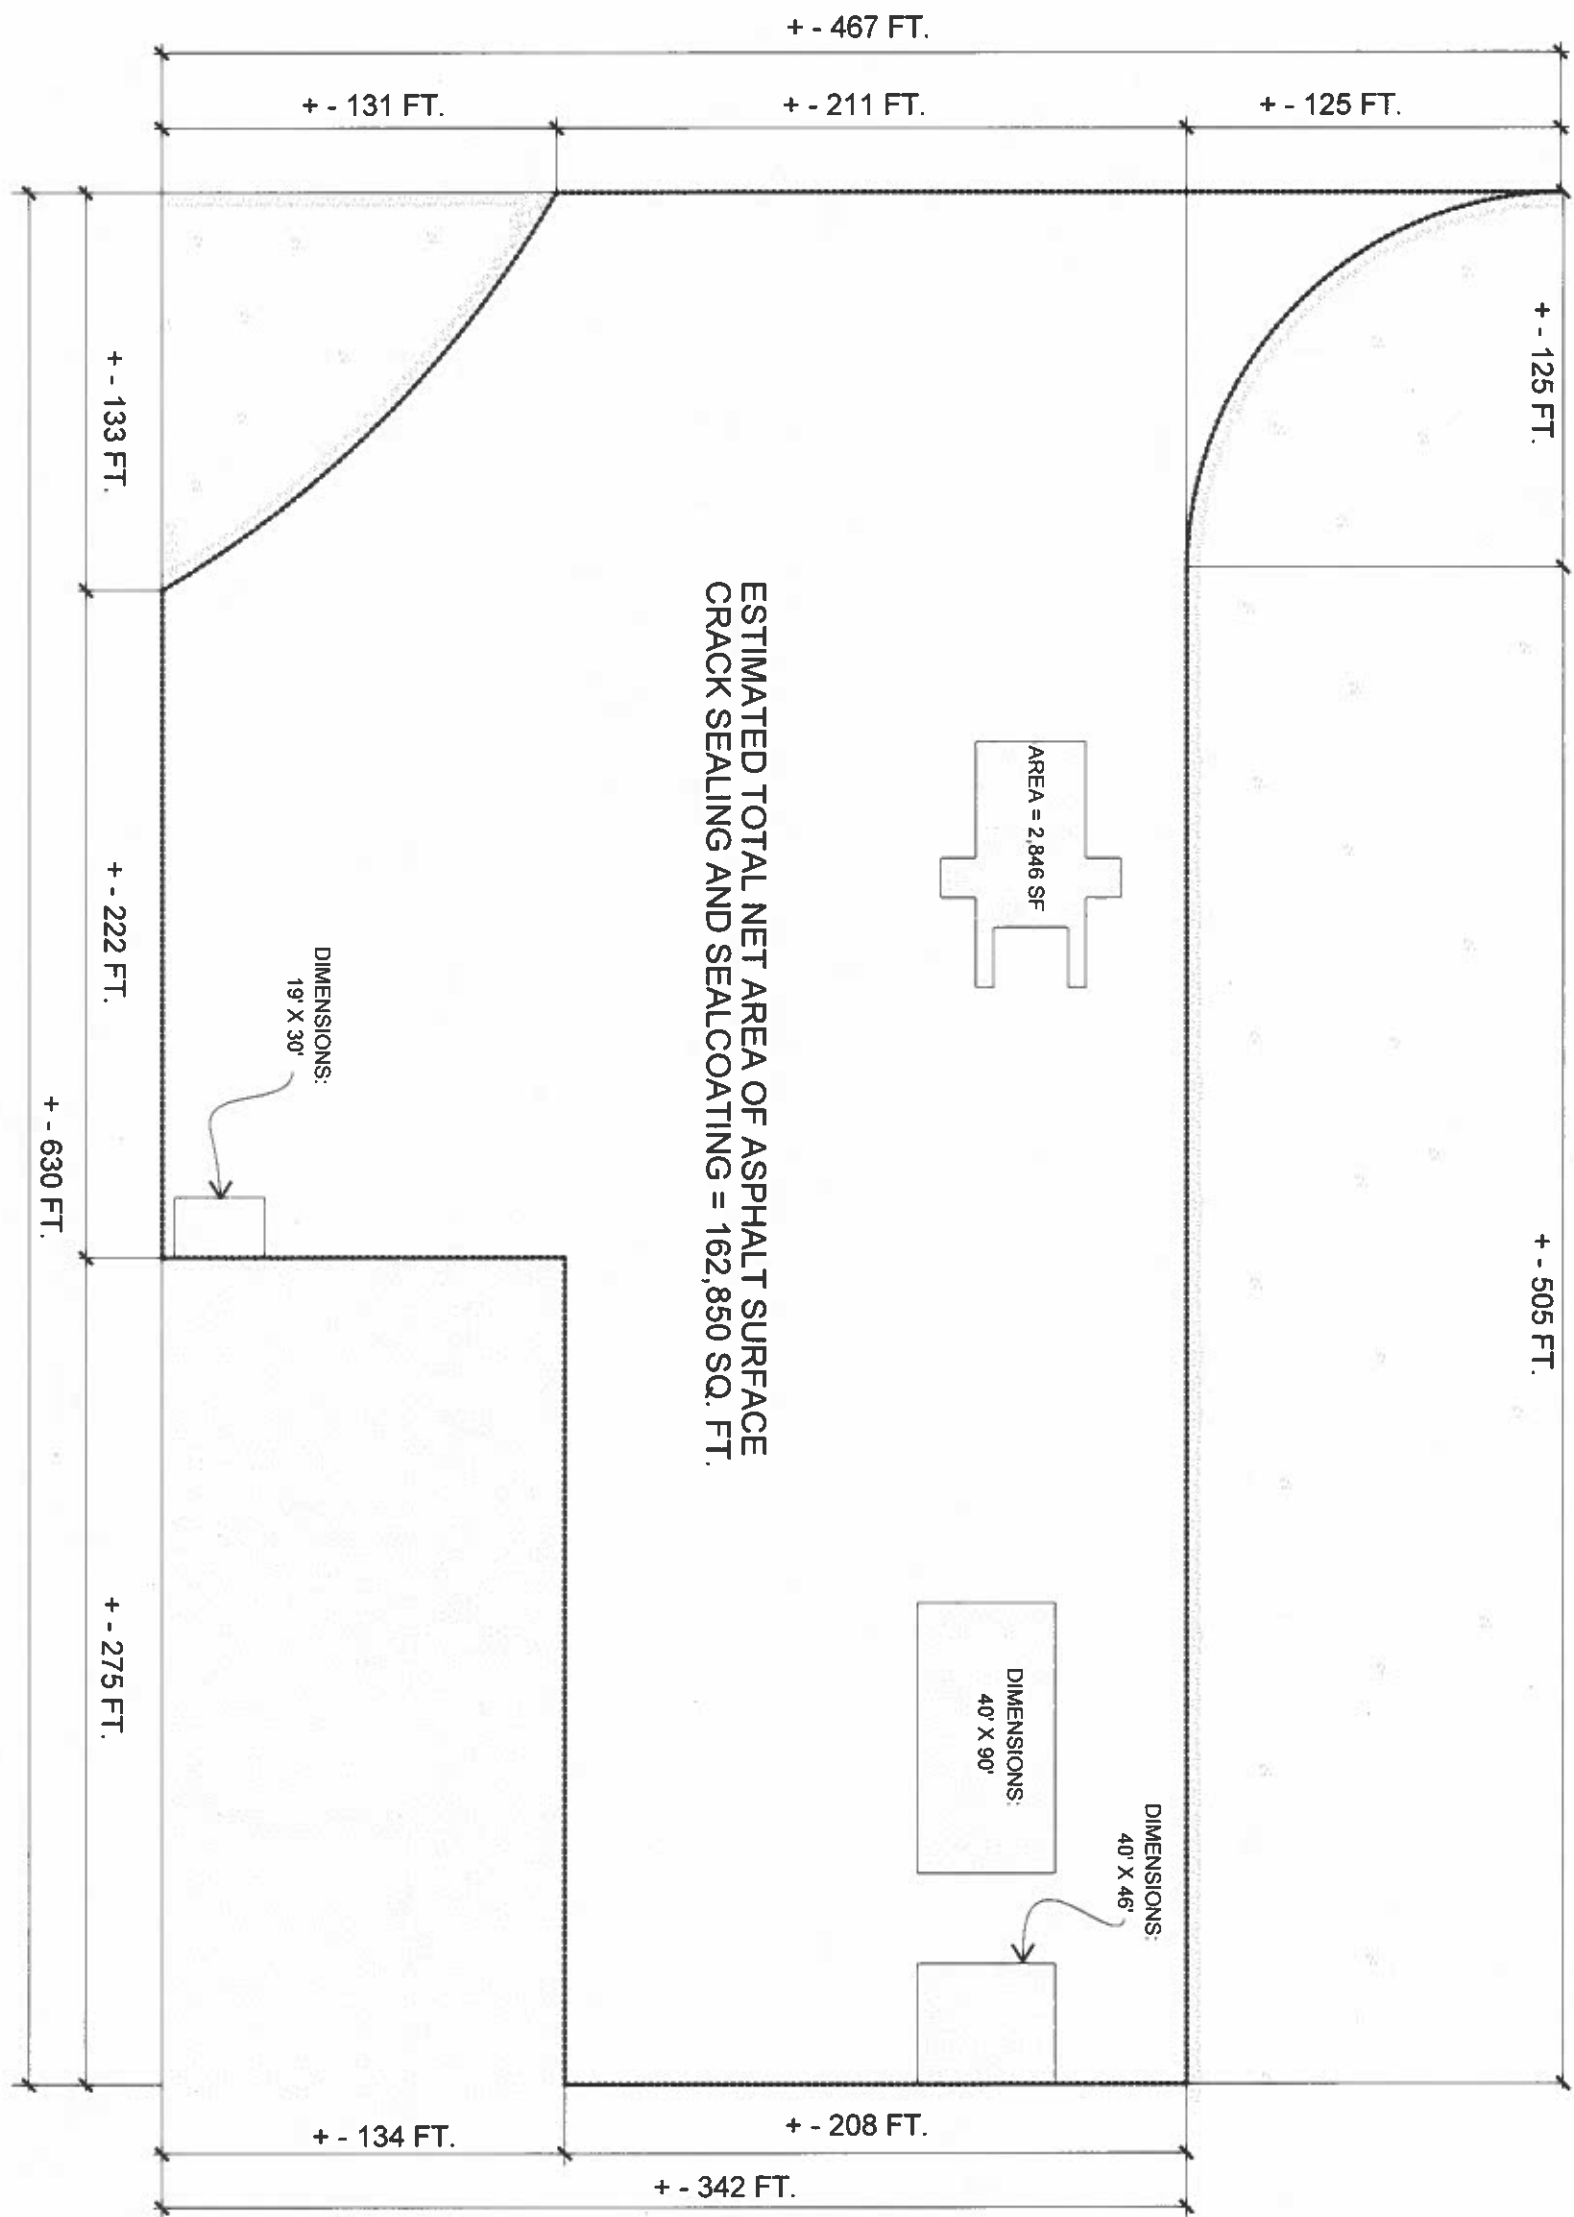 + - 467 FT.
+ - 131 FT.
+ - 211 FT.
+ - 125 FT.
+ - 125 FT.
+ - 505 FT.
+ - 133 FT.
+ - 222 FT.
+ - 275 FT.
+ - 630 FT.
AREA = 2,846 SF
ESTIMATED TOTAL NET AREA OF ASPHALT SURFACE
CRACK SEALING AND SEALCOATING = 162,850 SQ. FT.
DIMENSIONS:
19' X 30'
DIMENSIONS:
40' X 90'
DIMENSIONS:
40' X 46'
+ - 134 FT.
+ - 208 FT.
+ - 342 FT.